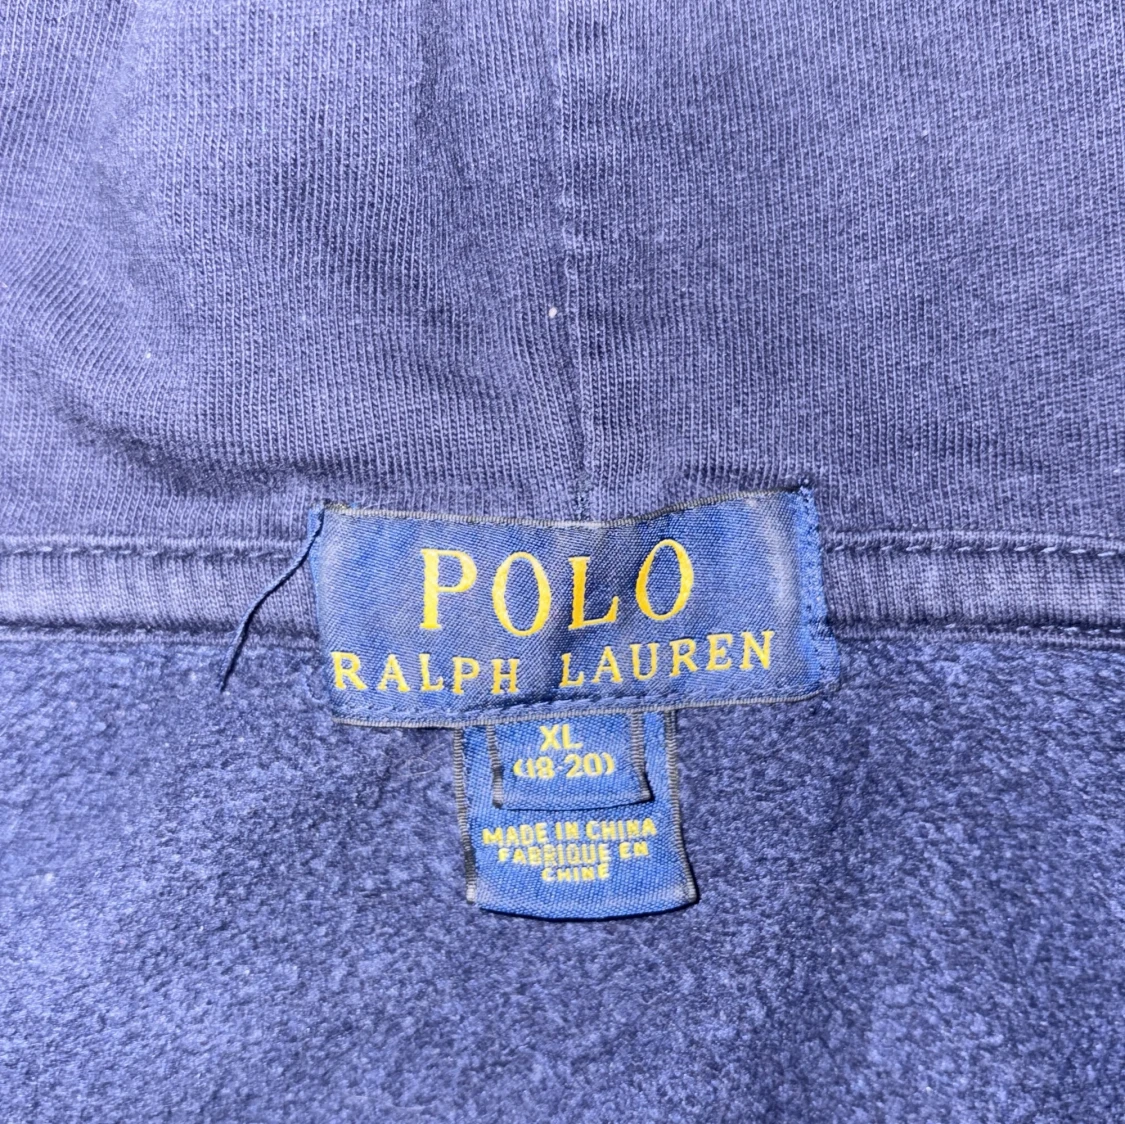 POLO
RALPH LAUREN
XL
(18-20)
MADE IN CHINA
FABRIQUE EN
CHINE